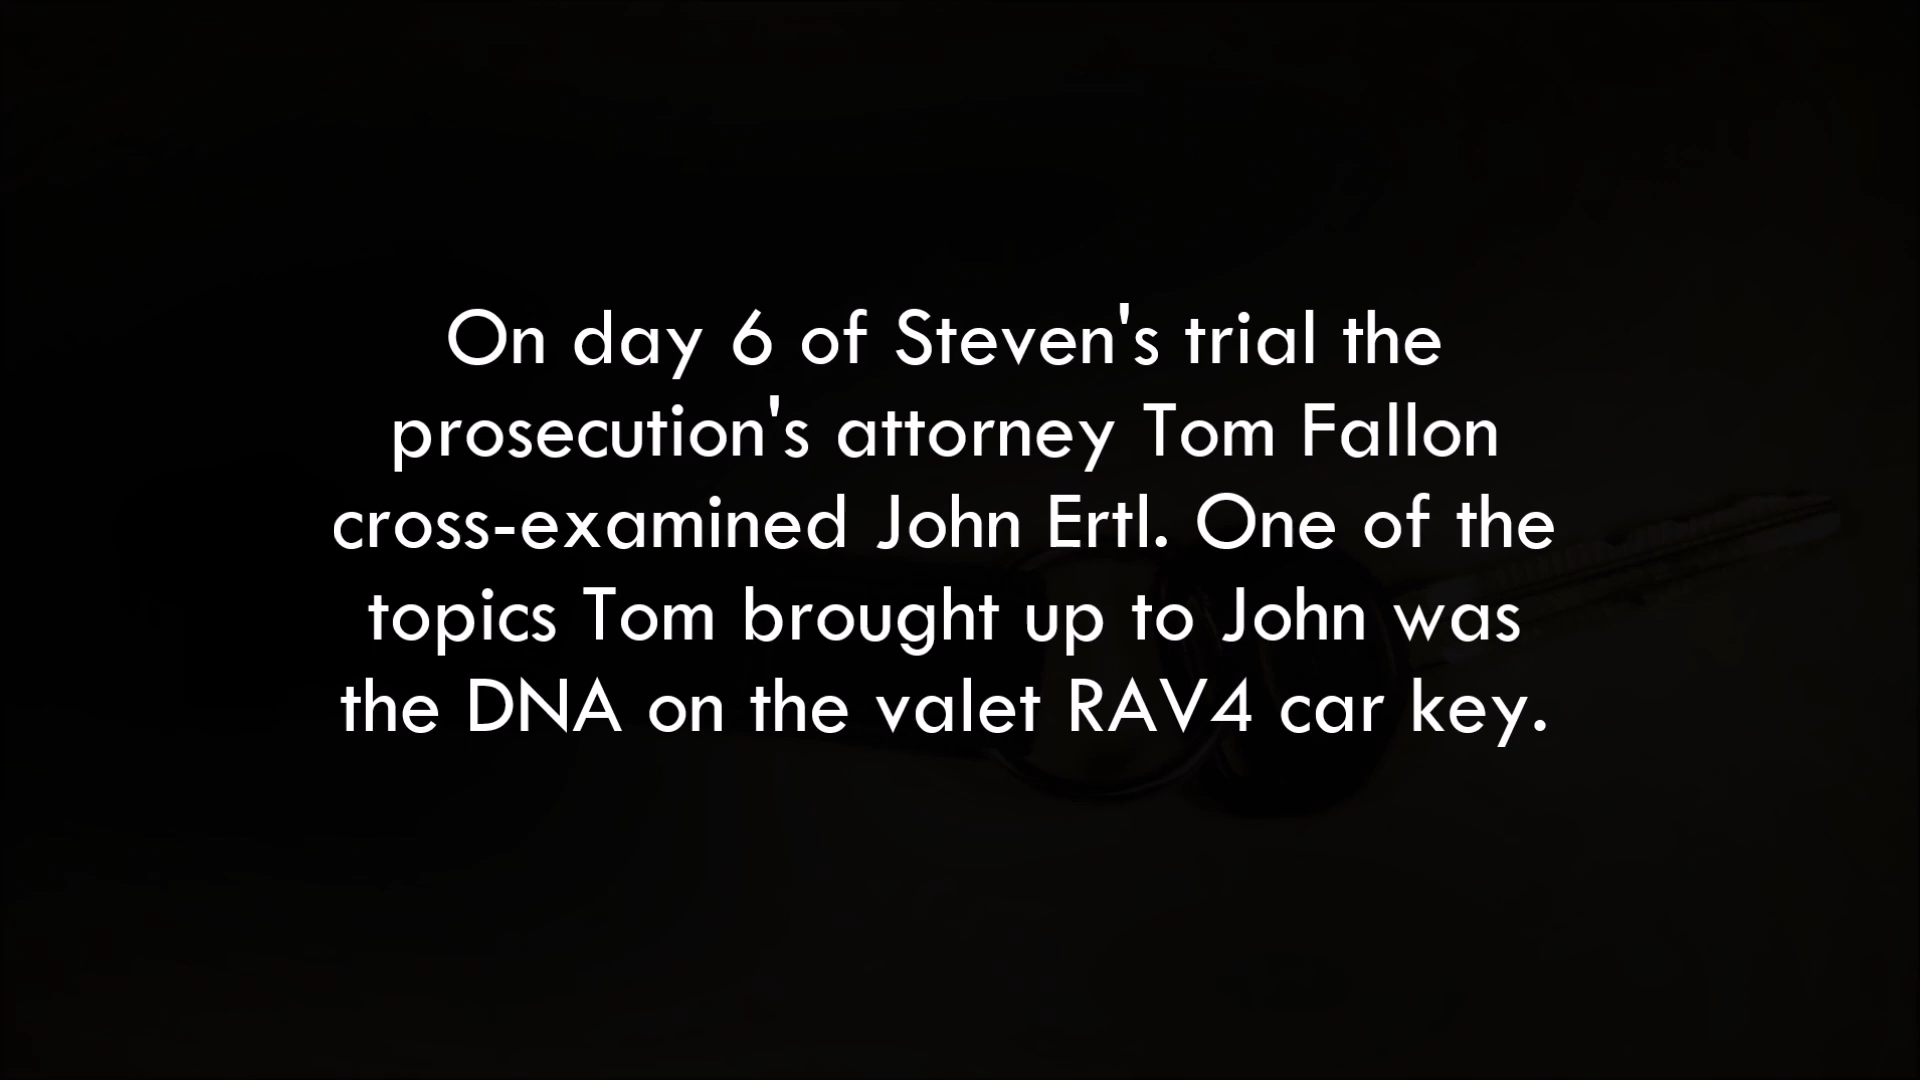 On day 6 of Steven's trial the
prosecution's attorney Tom Fallon
cross-examined John Ertl. One of the
topics Tom brought up to John was
the DNA on the valet RAV4 car key.